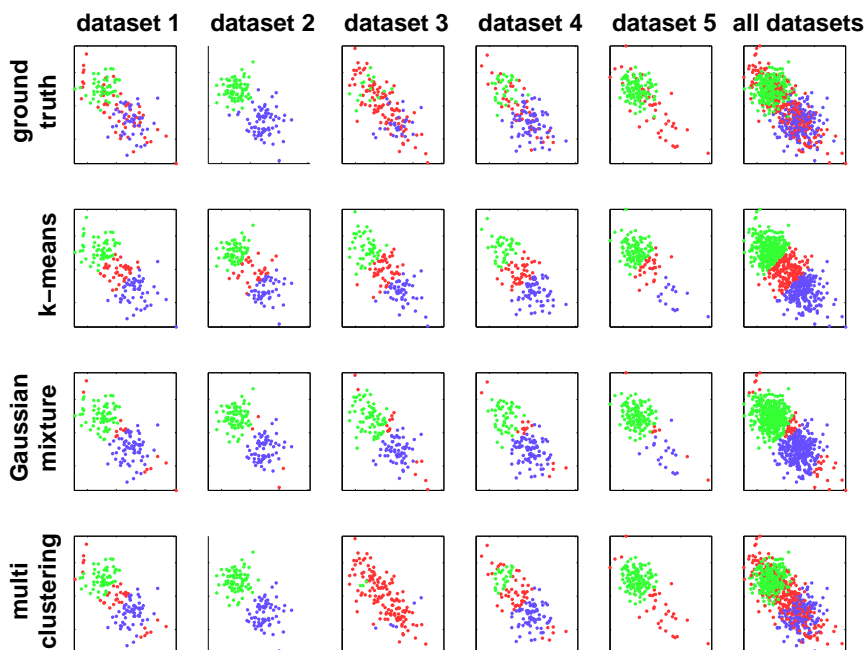 dataset 1 dataset 2 dataset 3 dataset 4 dataset 5 all datasets
ground
truth
k-means
Gaussian
mixture
multi
clustering